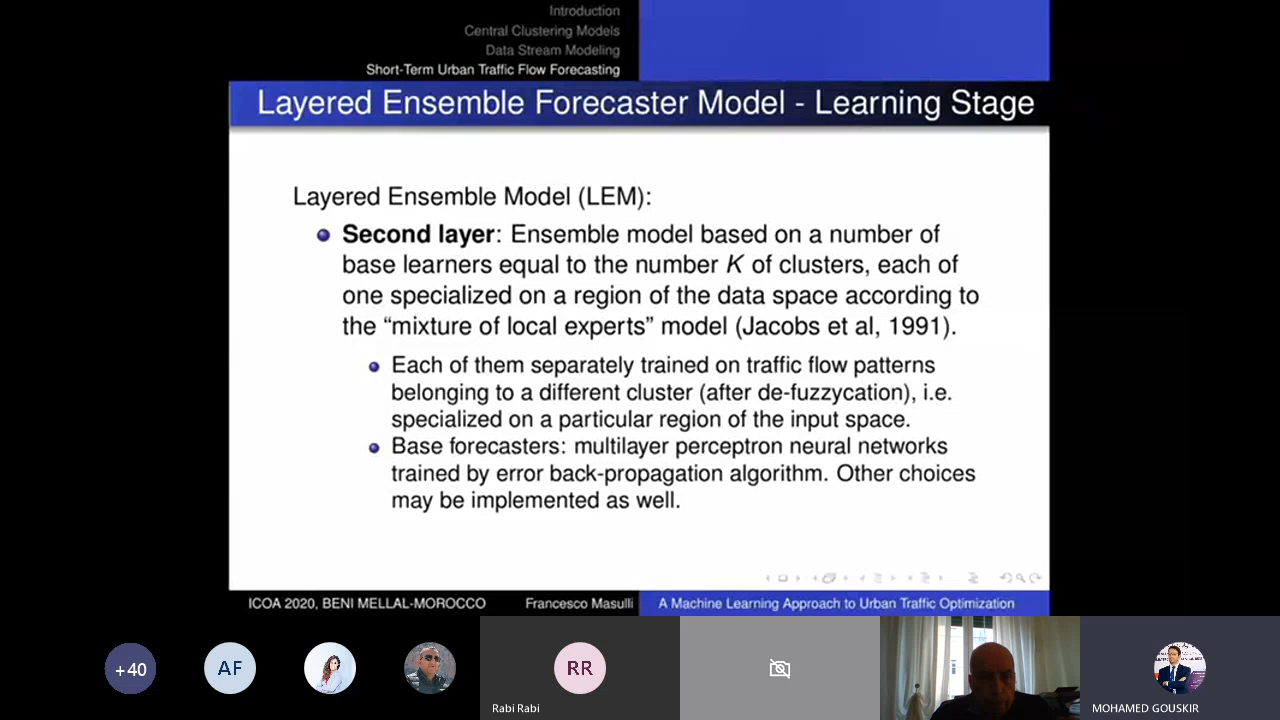 Introduction
Central Clustering Models
Data Stream Modeling
Short-Term Urban Traffic Flow Forecasting
Layered Ensemble Forecaster Model - Learning Stage
Layered Ensemble Model (LEM):
Second layer: Ensemble model based on a number of
base learners equal to the number K of clusters, each of
one specialized on a region of the data space according to
the “mixture of local experts” model (Jacobs et al, 1991).
Each of them separately trained on traffic flow patterns
belonging to a different cluster (after de-fuzzycation), i.e.
specialized on a particular region of the input space.
Base forecasters: multilayer perceptron neural networks
trained by error back-propagation algorithm. Other choices
may be implemented as well.
ICOA 2020, BENI MELLAL-MOROCCO Francesco Masulli A Machine Learning Approach to Urban Traffic Optimization
+40 AF RR
Rabi Rabi MOHAMED GOUSKIR